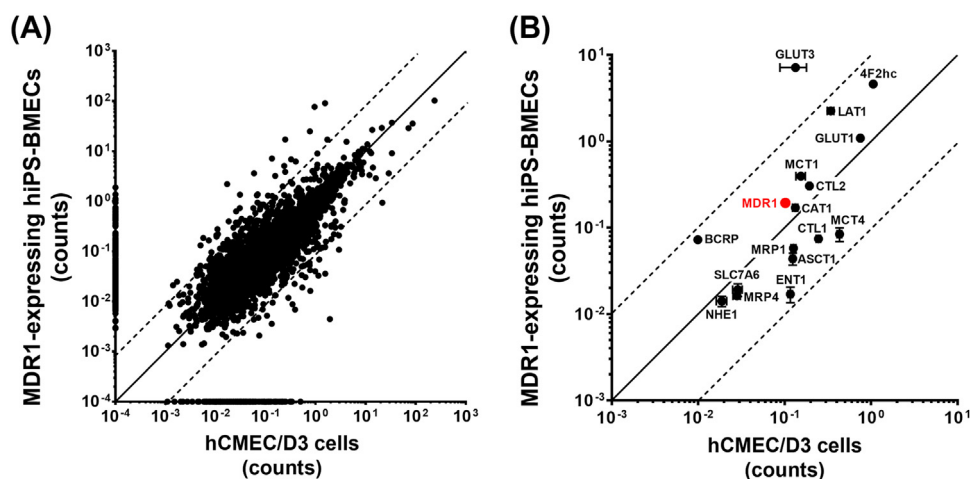 (A)
MDR1-expressing hiPS-BMECs
(counts)
10³
10²
10¹
10⁰
10⁻¹
10⁻²
10⁻³
10⁻⁴
10⁻⁴ 10⁻³ 10⁻² 10⁻¹ 10⁰ 10¹ 10² 10³
hCMEC/D3 cells
(counts)
(B)
MDR1-expressing hiPS-BMECs
(counts)
10¹
10⁰
10⁻¹
10⁻²
10⁻³
GLUT3
4F2hc
LAT1
GLUT1
MCT1
CTL2
MDR1
CAT1
CTL1
MCT4
BCRP
MRP1
ASCT1
SLC7A6
ENT1
MRP4
NHE1
10⁻³ 10⁻² 10⁻¹ 10⁰ 10¹
hCMEC/D3 cells
(counts)